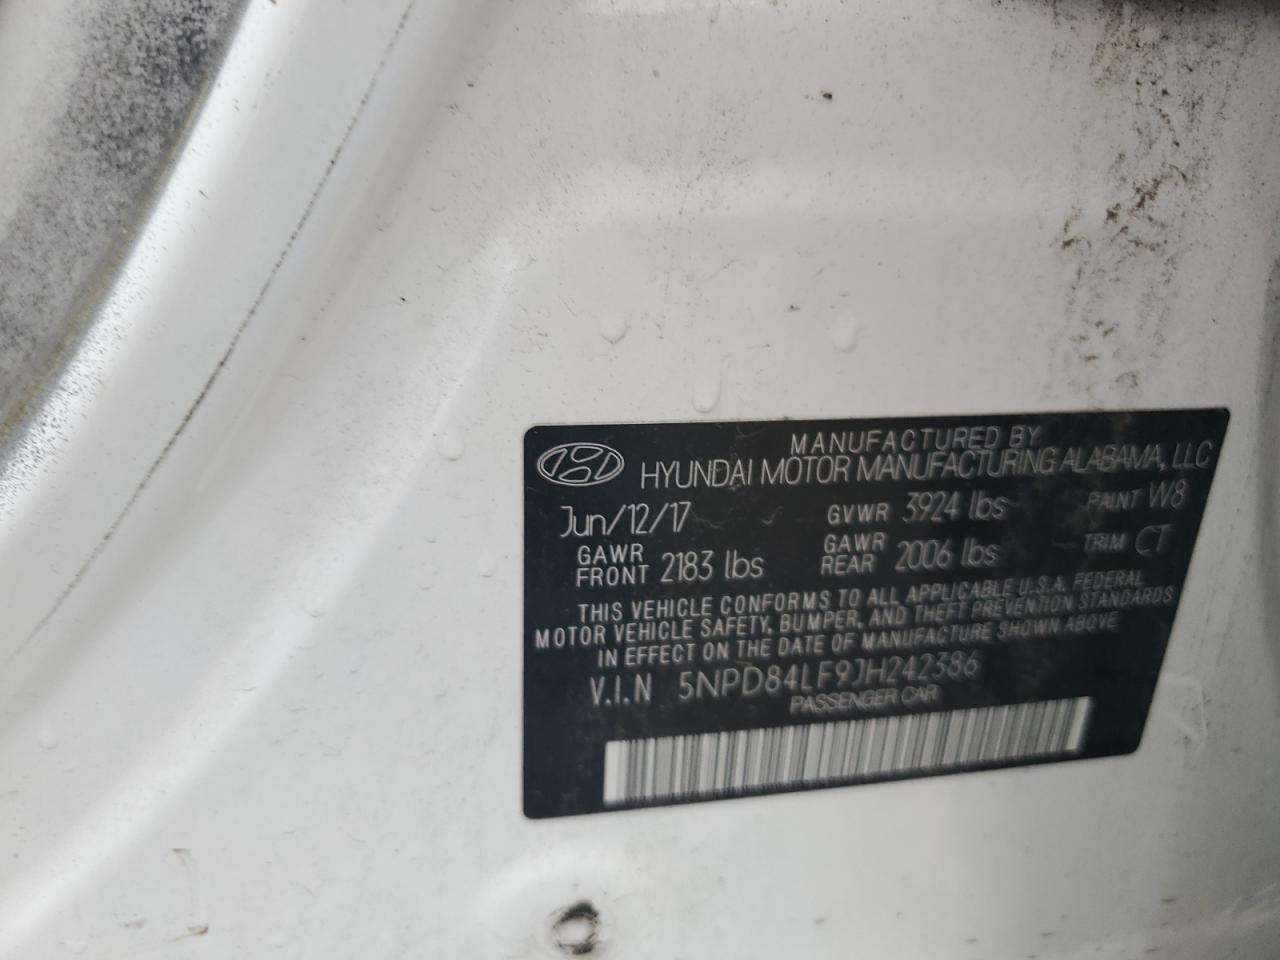 MANUFACTURED BY
HYUNDAI MOTOR MANUFACTURING ALABAMA, LLC
Jun/12/17 GVWR 3924 lbs PAINT W8
GAWR FRONT 2183 lbs GAWR REAR 2006 lbs TRIM CT
THIS VEHICLE CONFORMS TO ALL APPLICABLE U.S.A. FEDERAL
MOTOR VEHICLE SAFETY, BUMPER, AND THEFT PREVENTION STANDARDS
IN EFFECT ON THE DATE OF MANUFACTURE SHOWN ABOVE
V.I.N 5NPD84LF9JH242386
PASSENGER CAR